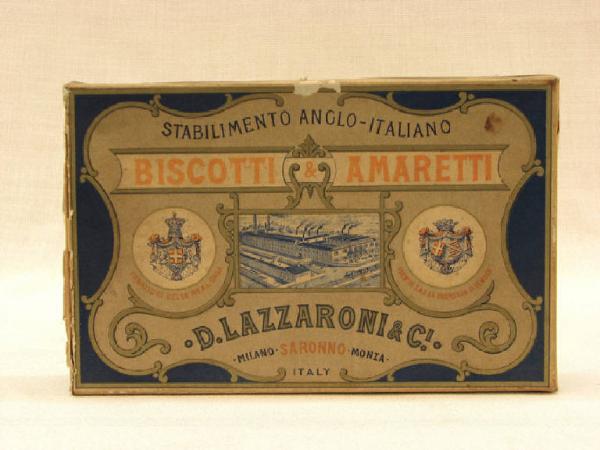 STABILIMENTO ANGLO-ITALIANO
BISCOTTI & AMARETTI
D. LAZZARONI & C.I
·MILANO·SARONNO·MONZA·
ITALY